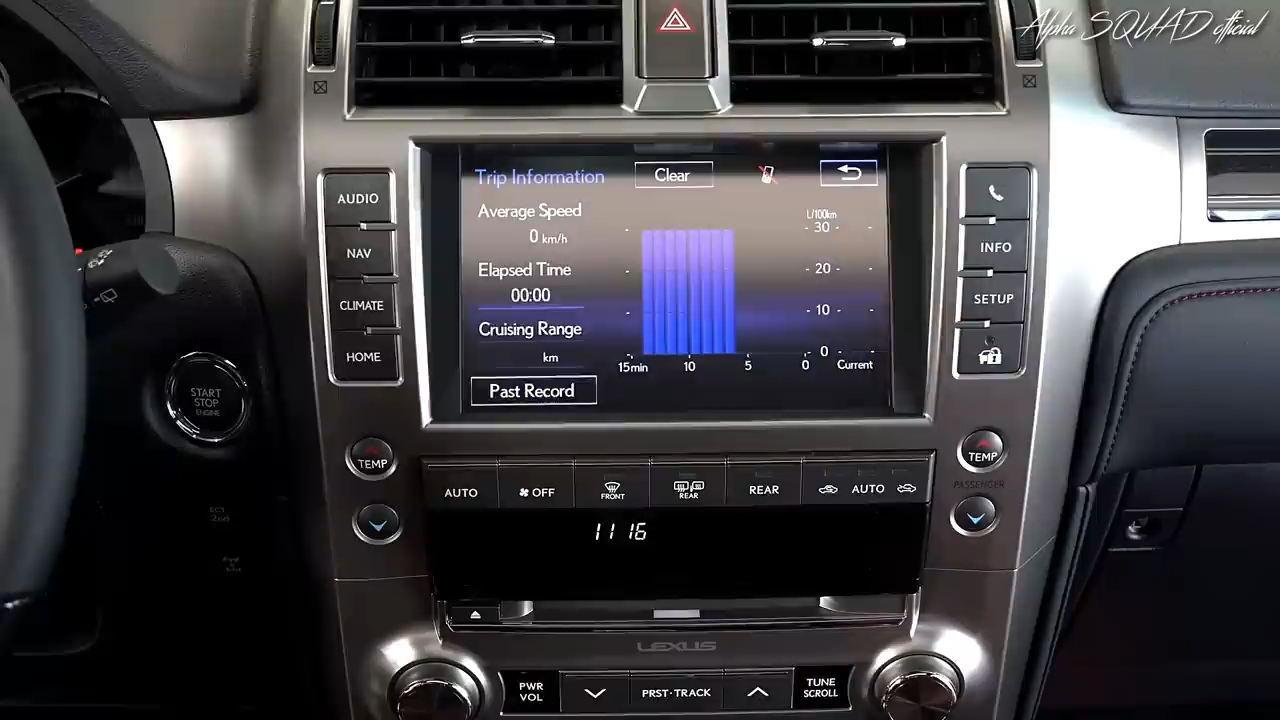 Alpha SQUAD official
AUDIO
NAV
CLIMATE
HOME
Trip Information
Clear
Average Speed
0 km/h
Elapsed Time
00:00
Cruising Range
km
Past Record
L/100km
30
20
10
0
15min 10 5 0 Current
INFO
SETUP
START
STOP
ENGINE
TEMP
TEMP
PASSENGER
AUTO
OFF
FRONT
REAR
REAR
AUTO
11 16
LEXUS
PWR
VOL
PRST·TRACK
TUNE
SCROLL